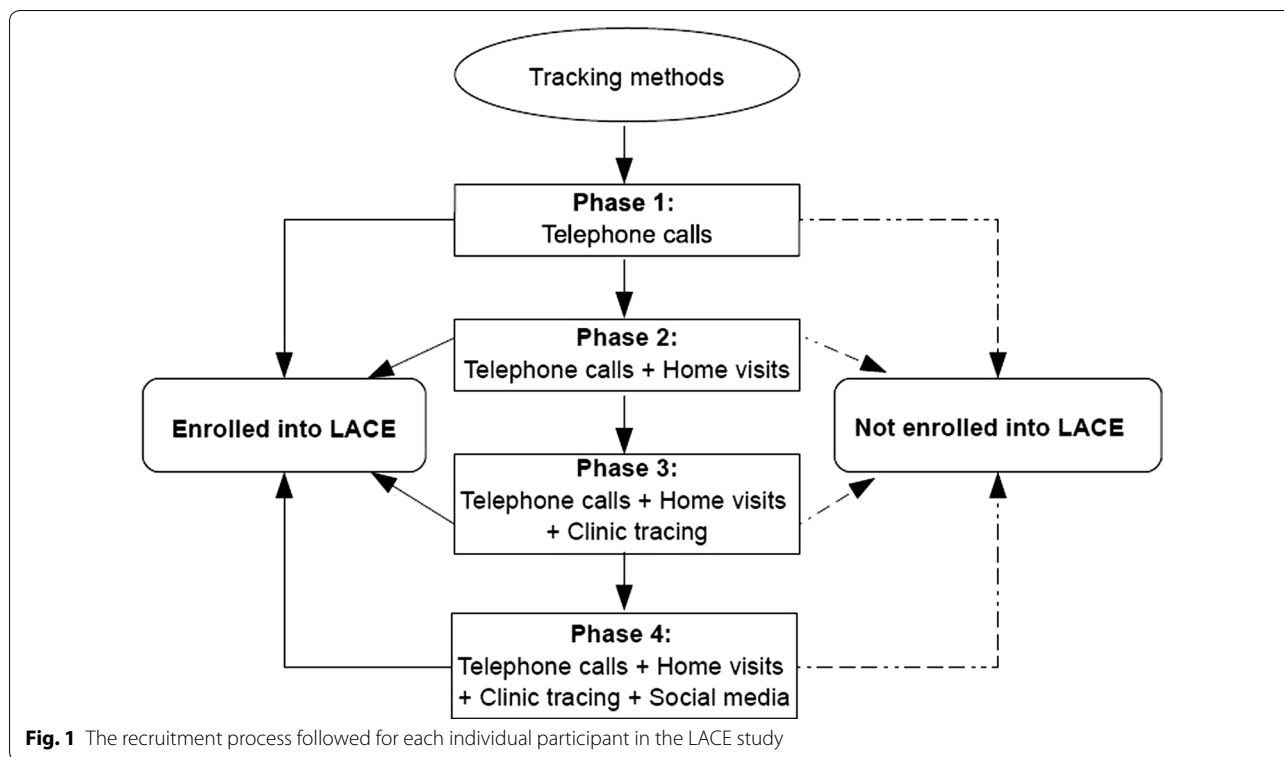 Tracking methods
Phase 1:
Telephone calls
Phase 2:
Telephone calls + Home visits
Enrolled into LACE
Not enrolled into LACE
Phase 3:
Telephone calls + Home visits
+ Clinic tracing
Phase 4:
Telephone calls + Home visits
+ Clinic tracing + Social media
Fig. 1 The recruitment process followed for each individual participant in the LACE study